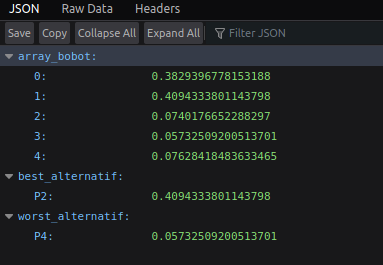 JSON Raw Data Headers
Save Copy Collapse All Expand All Filter JSON
array_bobot:
0: 0.3829396778153188
1: 0.4094333801143798
2: 0.0740176652288297
3: 0.05732509200513701
4: 0.07628418483633465
best_alternatif:
P2: 0.4094333801143798
worst_alternatif:
P4: 0.05732509200513701